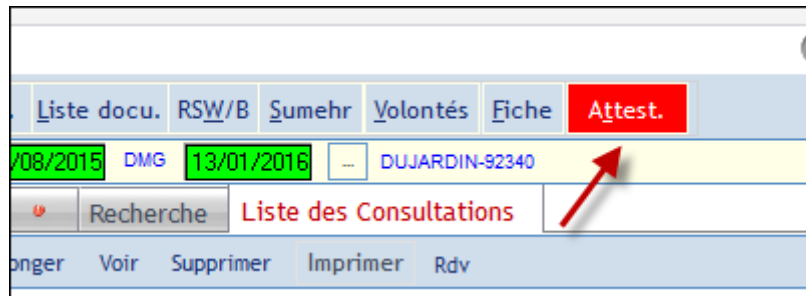 . Liste docu. RSW/B Sumehr Volontés Fiche Attest.
/08/2015 DMG 13/01/2016 ... DUJARDIN-92340
Recherche Liste des Consultations
onger Voir Supprimer Imprimer Rdv